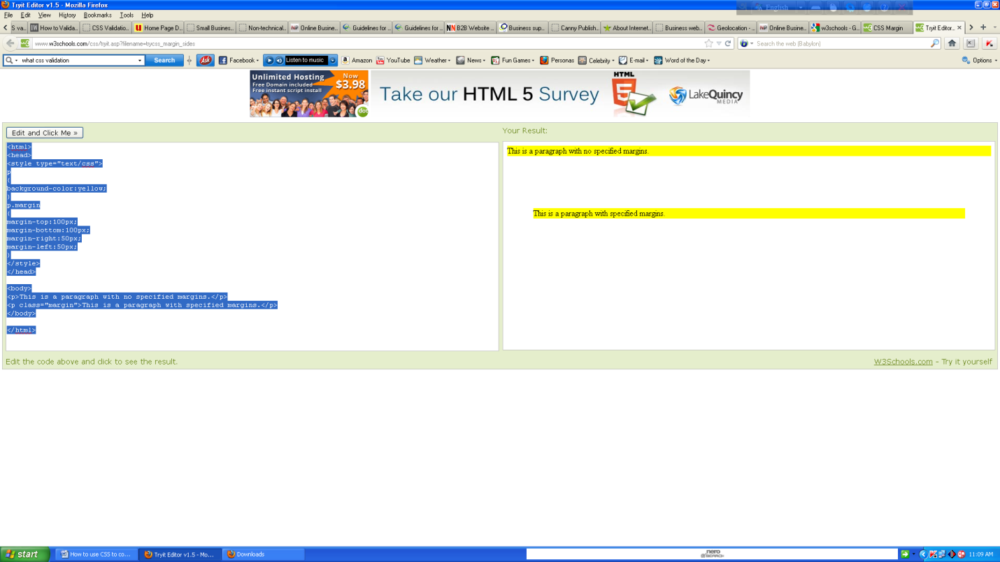 Tryit Editor v1.5 - Mozilla Firefox
English
File Edit View History Bookmarks Tools Help
S va.. How to Valida.. CSS Validatio.. Home Page D... Small Business... Non-technical... Online Busine... Guidelines for ... Guidelines for ... B2B Website ... Business sup... Canny Publish... About Internet... Business web... Geolocation - ... Online Busine... w3schools - G... CSS Margin Tryit Editor...
www.w3schools.com/css/tryit.asp?filename=trycss_margin_sides
Search the web (Babylon)
what css validation Search Ask Facebook Listen to music Amazon YouTube Weather News Fun Games Personas Celebrity E-mail Word of the Day Options
Unlimited Hosting
Free Domain included
Free instant script install
Now
$3.98
dot
Take our HTML 5 Survey
HTML
5
LakeQuincy
MEDIA
Edit and Click Me »
Your Result:
<html>
<head>
<style type="text/css">
p
{
background-color:yellow;
}
p.margin
{
margin-top:100px;
margin-bottom:100px;
margin-right:50px;
margin-left:50px;
}
</style>
</head>
<body>
<p>This is a paragraph with no specified margins.</p>
<p class="margin">This is a paragraph with specified margins.</p>
</body>
</html>
This is a paragraph with no specified margins.
This is a paragraph with specified margins.
Edit the code above and click to see the result.
W3Schools.com - Try it yourself
start How to use CSS to co... Tryit Editor v1.5 - Mo... Downloads nero SEARCH 11:09 AM